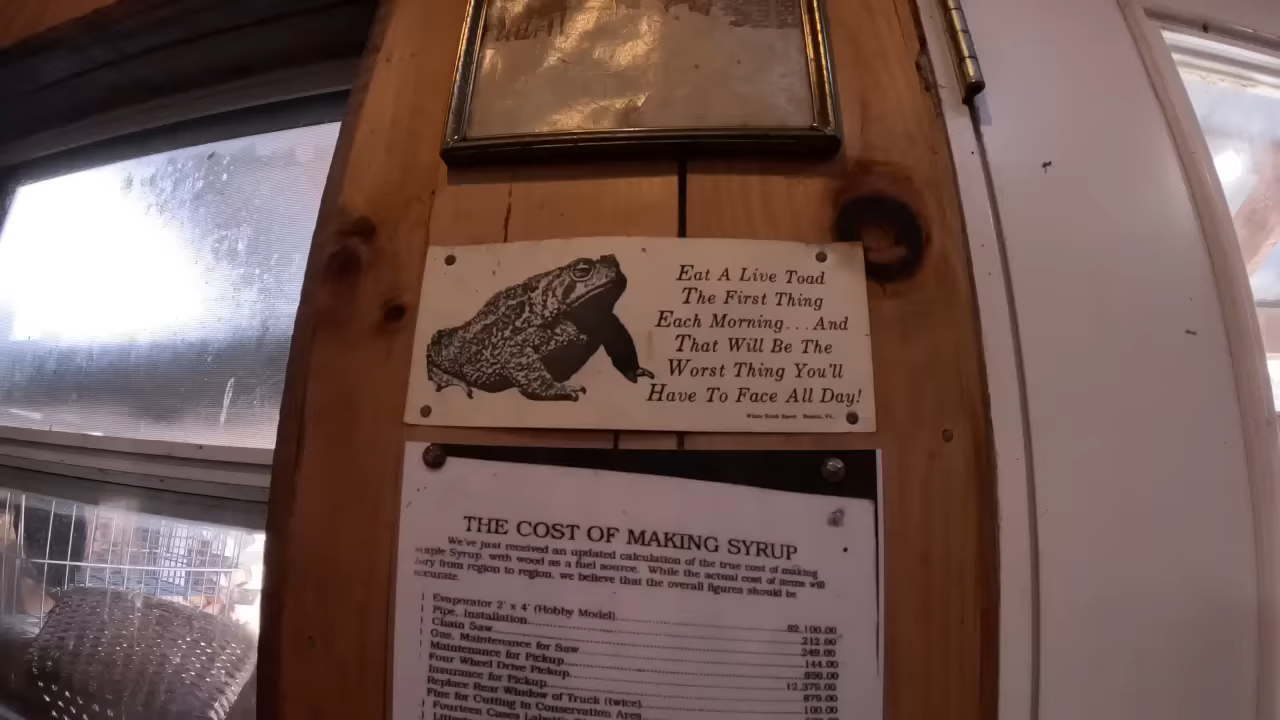 Eat A Live Toad
The First Thing
Each Morning...And
That Will Be The
Worst Thing You'll
Have To Face All Day!
THE COST OF MAKING SYRUP
We've just received an updated calculation of the true cost of making
Maple Syrup, with wood as a fuel source. While the actual cost of items will
vary from region to region, we believe that the overall figures should be
accurate.
Evaporator 2' x 4' (Hobby Model) $2,100.00
Pipe, Installation 212.00
Chain Saw 249.00
Gas, Maintenance for Saw 144.00
Maintenance for Pickup
Four Wheel Drive Pickup 12,379.00
Insurance for Pickup 879.00
Replace Rear Window of Truck (twice) 100.00
Fine for Cutting in Conservation Area
Fourteen Cases